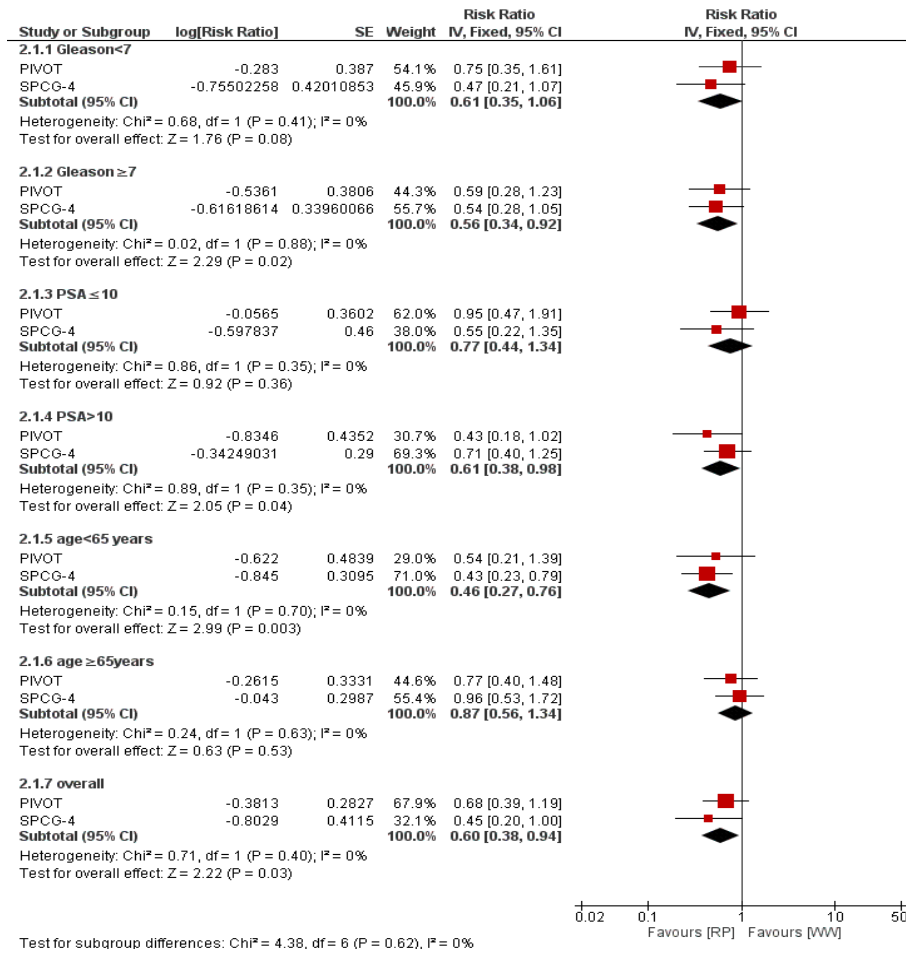 Risk Ratio Risk Ratio
Study or Subgroup log[Risk Ratio] SE Weight IV, Fixed, 95% CI IV, Fixed, 95% CI
2.1.1 Gleason<7
PIVOT -0.283 0.387 54.1% 0.75 [0.35, 1.61]
SPCG-4 -0.75502258 0.42010853 45.9% 0.47 [0.21, 1.07]
Subtotal (95% CI) 100.0% 0.61 [0.35, 1.06]
Heterogeneity: Chi² = 0.68, df = 1 (P = 0.41); I² = 0%
Test for overall effect: Z = 1.76 (P = 0.08)
2.1.2 Gleason ≥7
PIVOT -0.5361 0.3806 44.3% 0.59 [0.28, 1.23]
SPCG-4 -0.61618614 0.33960066 55.7% 0.54 [0.28, 1.05]
Subtotal (95% CI) 100.0% 0.56 [0.34, 0.92]
Heterogeneity: Chi² = 0.02, df = 1 (P = 0.88); I² = 0%
Test for overall effect: Z = 2.29 (P = 0.02)
2.1.3 PSA ≤10
PIVOT -0.0565 0.3602 62.0% 0.95 [0.47, 1.91]
SPCG-4 -0.597837 0.46 38.0% 0.55 [0.22, 1.35]
Subtotal (95% CI) 100.0% 0.77 [0.44, 1.34]
Heterogeneity: Chi² = 0.86, df = 1 (P = 0.35); I² = 0%
Test for overall effect: Z = 0.92 (P = 0.36)
2.1.4 PSA>10
PIVOT -0.8346 0.4352 30.7% 0.43 [0.18, 1.02]
SPCG-4 -0.34249031 0.29 69.3% 0.71 [0.40, 1.25]
Subtotal (95% CI) 100.0% 0.61 [0.38, 0.98]
Heterogeneity: Chi² = 0.89, df = 1 (P = 0.35); I² = 0%
Test for overall effect: Z = 2.05 (P = 0.04)
2.1.5 age<65 years
PIVOT -0.622 0.4839 29.0% 0.54 [0.21, 1.39]
SPCG-4 -0.845 0.3095 71.0% 0.43 [0.23, 0.79]
Subtotal (95% CI) 100.0% 0.46 [0.27, 0.76]
Heterogeneity: Chi² = 0.15, df = 1 (P = 0.70); I² = 0%
Test for overall effect: Z = 2.99 (P = 0.003)
2.1.6 age ≥65years
PIVOT -0.2615 0.3331 44.6% 0.77 [0.40, 1.48]
SPCG-4 -0.043 0.2987 55.4% 0.96 [0.53, 1.72]
Subtotal (95% CI) 100.0% 0.87 [0.56, 1.34]
Heterogeneity: Chi² = 0.24, df = 1 (P = 0.63); I² = 0%
Test for overall effect: Z = 0.63 (P = 0.53)
2.1.7 overall
PIVOT -0.3813 0.2827 67.9% 0.68 [0.39, 1.19]
SPCG-4 -0.8029 0.4115 32.1% 0.45 [0.20, 1.00]
Subtotal (95% CI) 100.0% 0.60 [0.38, 0.94]
Heterogeneity: Chi² = 0.71, df = 1 (P = 0.40); I² = 0%
Test for overall effect: Z = 2.22 (P = 0.03)
0.02 0.1 1 10 50
Favours [RP] Favours [WW]
Test for subgroup differences: Chi² = 4.38, df = 6 (P = 0.62), I² = 0%